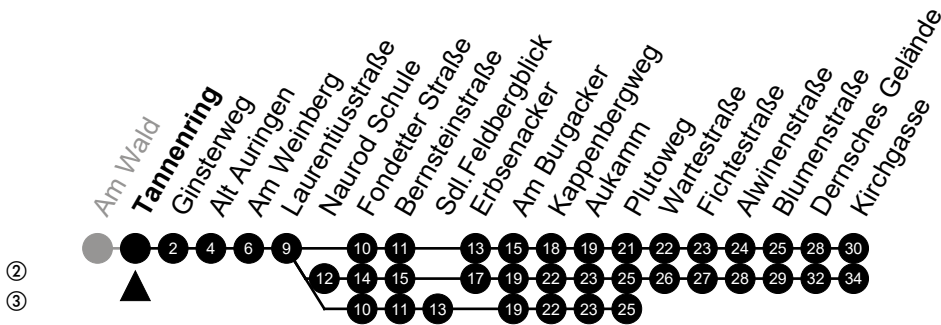 Am Wald
Tannenring
Ginsterweg
Alt Auringen
Am Weinberg
Laurentiusstraße
Naurod Schule
Fondetter Straße
Bernsteinstraße
Sdl.Feldbergblick
Erbsenacker
Am Burgacker
Kappenbergweg
Aukamm
Plutoweg
Wartestraße
Fichtestraße
Alwinenstraße
Blumenstraße
Dernsches Gelände
Kirchgasse
2 4 6 9 10 11 13 15 18 19 21 22 23 24 25 28 30
② 12 14 15 17 19 22 23 25 26 27 28 29 32 34
③ 10 11 13 19 22 23 25